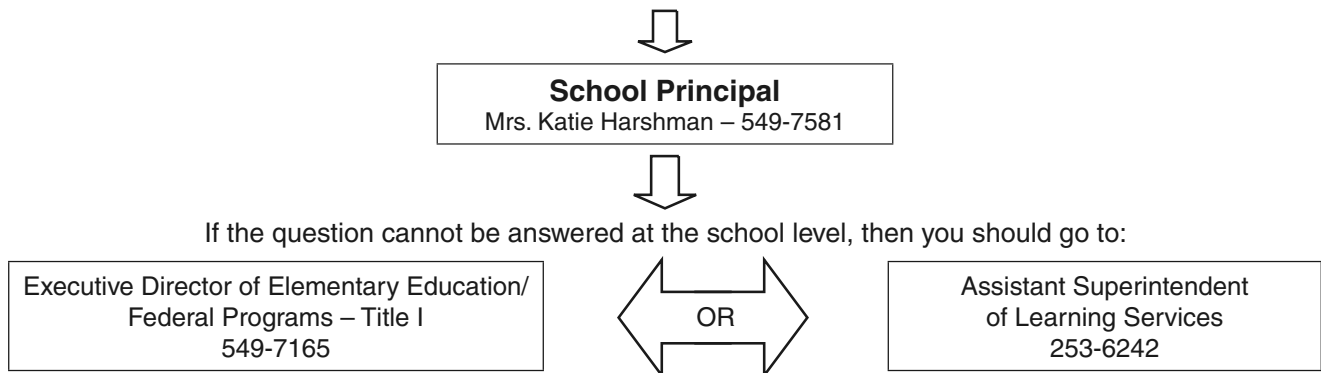 School Principal
Mrs. Katie Harshman – 549-7581
If the question cannot be answered at the school level, then you should go to:
Executive Director of Elementary Education/
Federal Programs – Title I
549-7165
OR
Assistant Superintendent
of Learning Services
253-6242